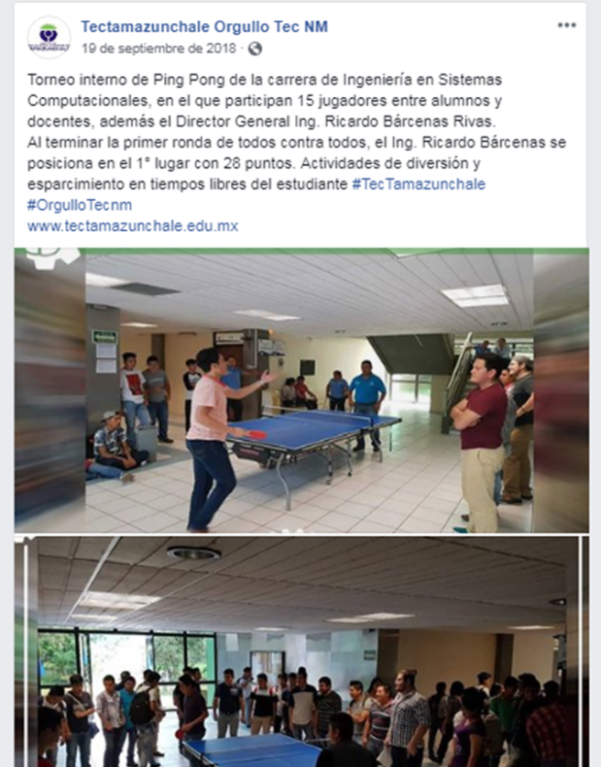 Tectamazunchale Orgullo Tec NM
19 de septiembre de 2018 ·
Torneo interno de Ping Pong de la carrera de Ingeniería en Sistemas
Computacionales, en el que participan 15 jugadores entre alumnos y
docentes, además el Director General Ing. Ricardo Bárcenas Rivas.
Al terminar la primer ronda de todos contra todos, el Ing. Ricardo Bárcenas se
posiciona en el 1° lugar con 28 puntos. Actividades de diversión y
esparcimiento en tiempos libres del estudiante #TecTamazunchale
#OrgulloTecnm
www.tectamazunchale.edu.mx